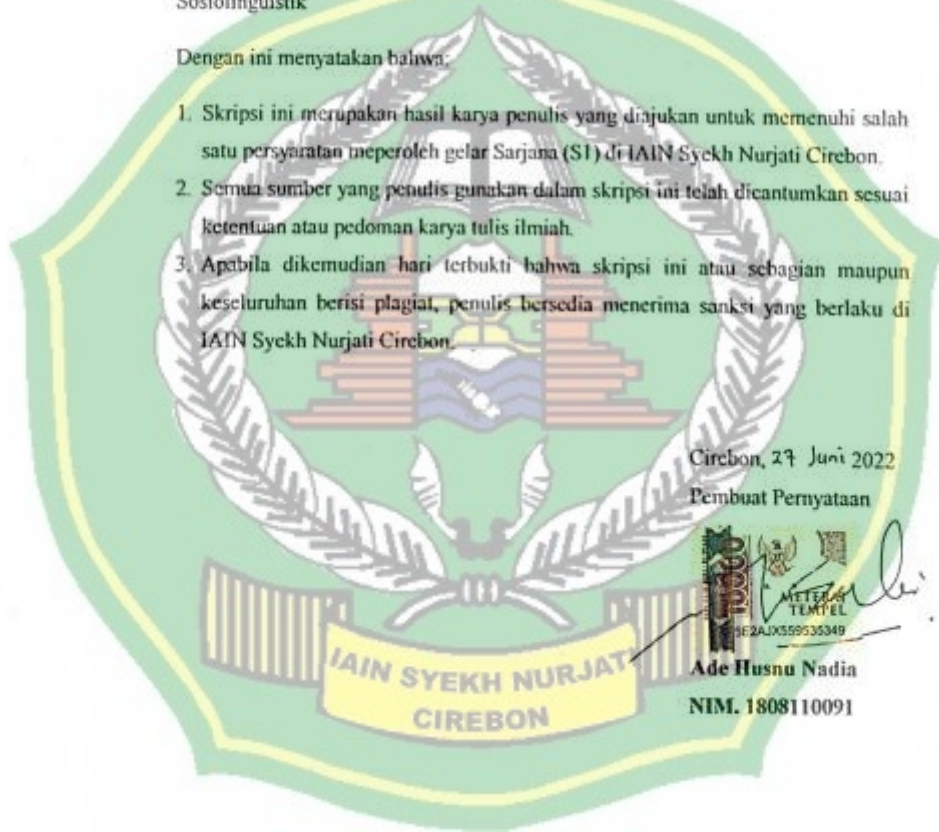 Sosiolinguistik
Dengan ini menyatakan bahwa:
1. Skripsi ini merupakan hasil karya penulis yang diajukan untuk memenuhi salah
satu persyaratan meperoleh gelar Sarjana (S1) di IAIN Syekh Nurjati Cirebon.
2. Semua sumber yang penulis gunakan dalam skripsi ini telah dicantumkan sesuai
ketentuan atau pedoman karya tulis ilmiah.
3. Apabila dikemudian hari terbukti bahwa skripsi ini atau sebagian maupun
keseluruhan berisi plagiat, penulis bersedia menerima sanksi yang berlaku di
IAIN Syekh Nurjati Cirebon.
Cirebon, 27 Juni 2022
Pembuat Pernyataan
10000
METERAI
TEMPEL
5E2AJX559535349
Ade Husnu Nadia
NIM. 1808110091
IAIN SYEKH NURJATI
CIREBON